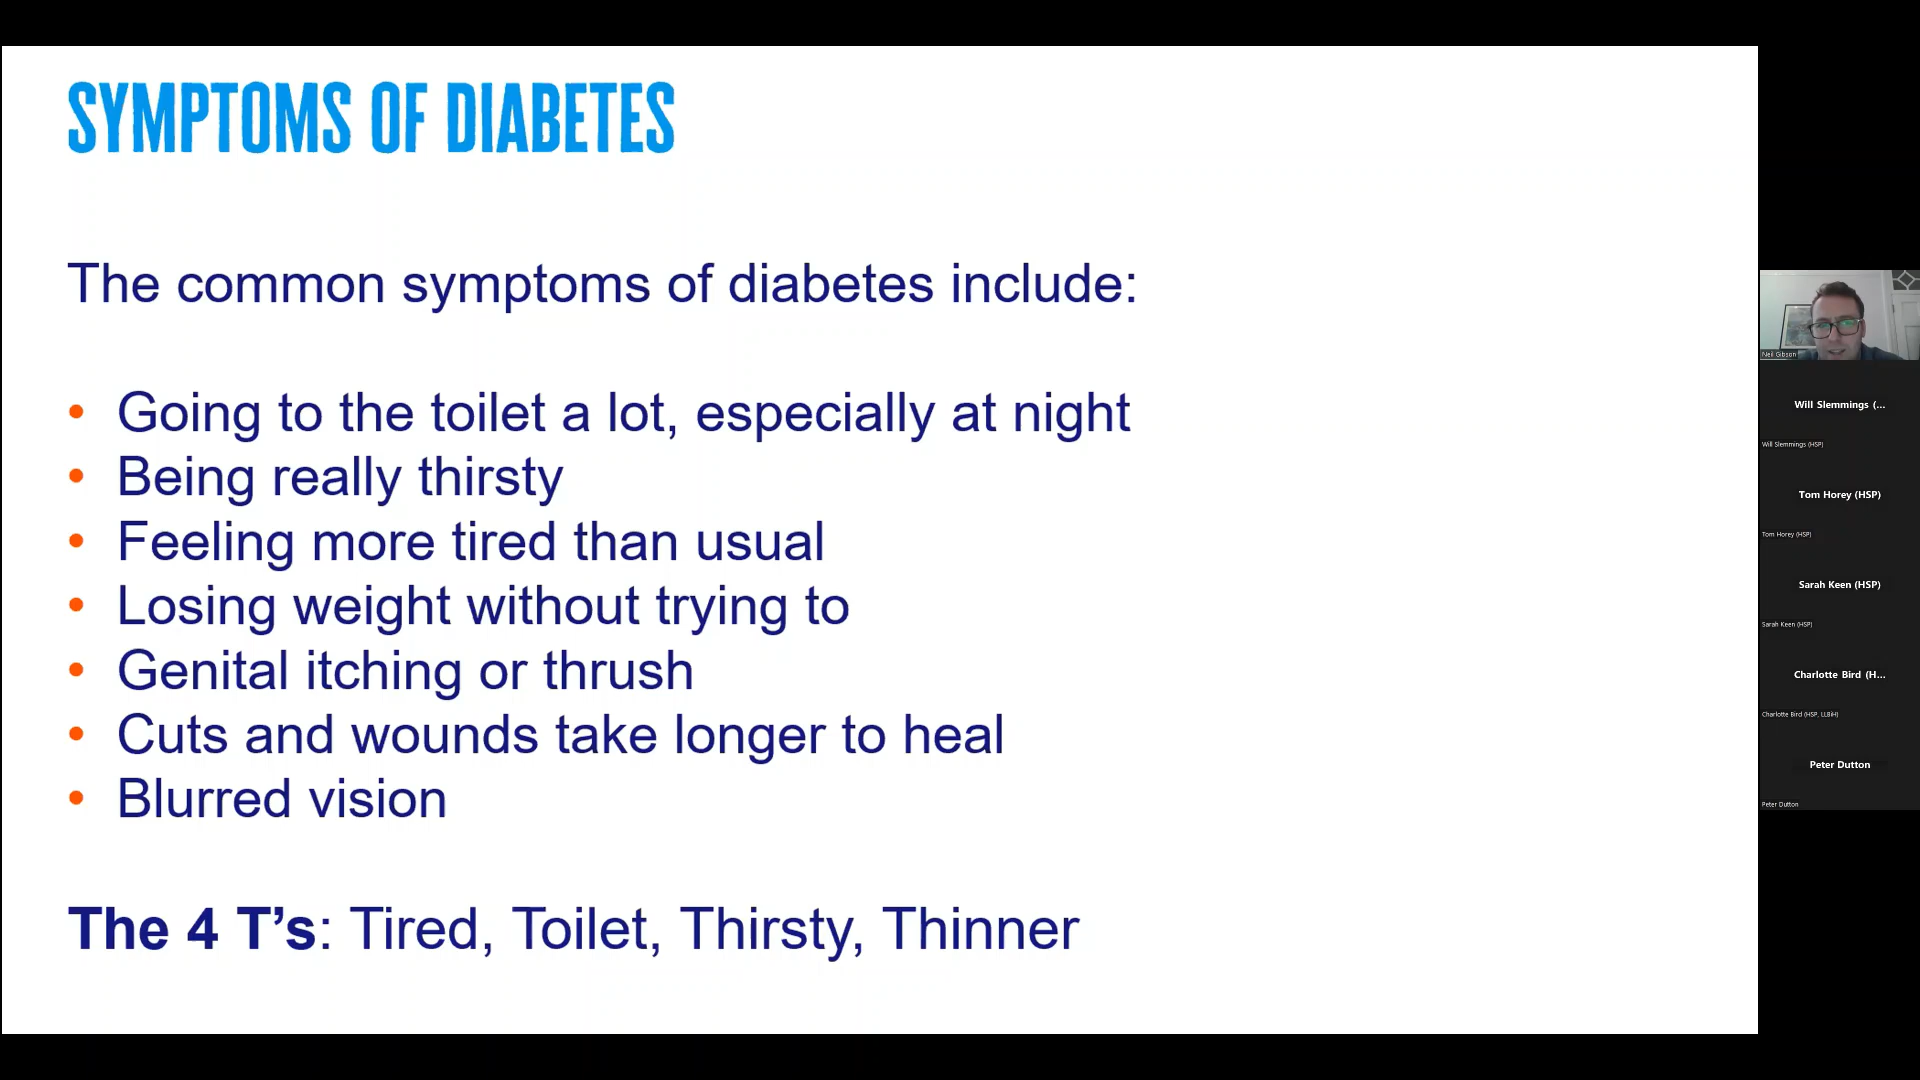 SYMPTOMS OF DIABETES
The common symptoms of diabetes include:
• Going to the toilet a lot, especially at night
• Being really thirsty
• Feeling more tired than usual
• Losing weight without trying to
• Genital itching or thrush
• Cuts and wounds take longer to heal
• Blurred vision
The 4 T’s: Tired, Toilet, Thirsty, Thinner
Neil Gibson
Will Slemmings (...
Will Slemmings (HSP)
Tom Horey (HSP)
Tom Horey (HSP)
Sarah Keen (HSP)
Sarah Keen (HSP)
Charlotte Bird (H...
Charlotte Bird (HSP, LLBiH)
Peter Dutton
Peter Dutton